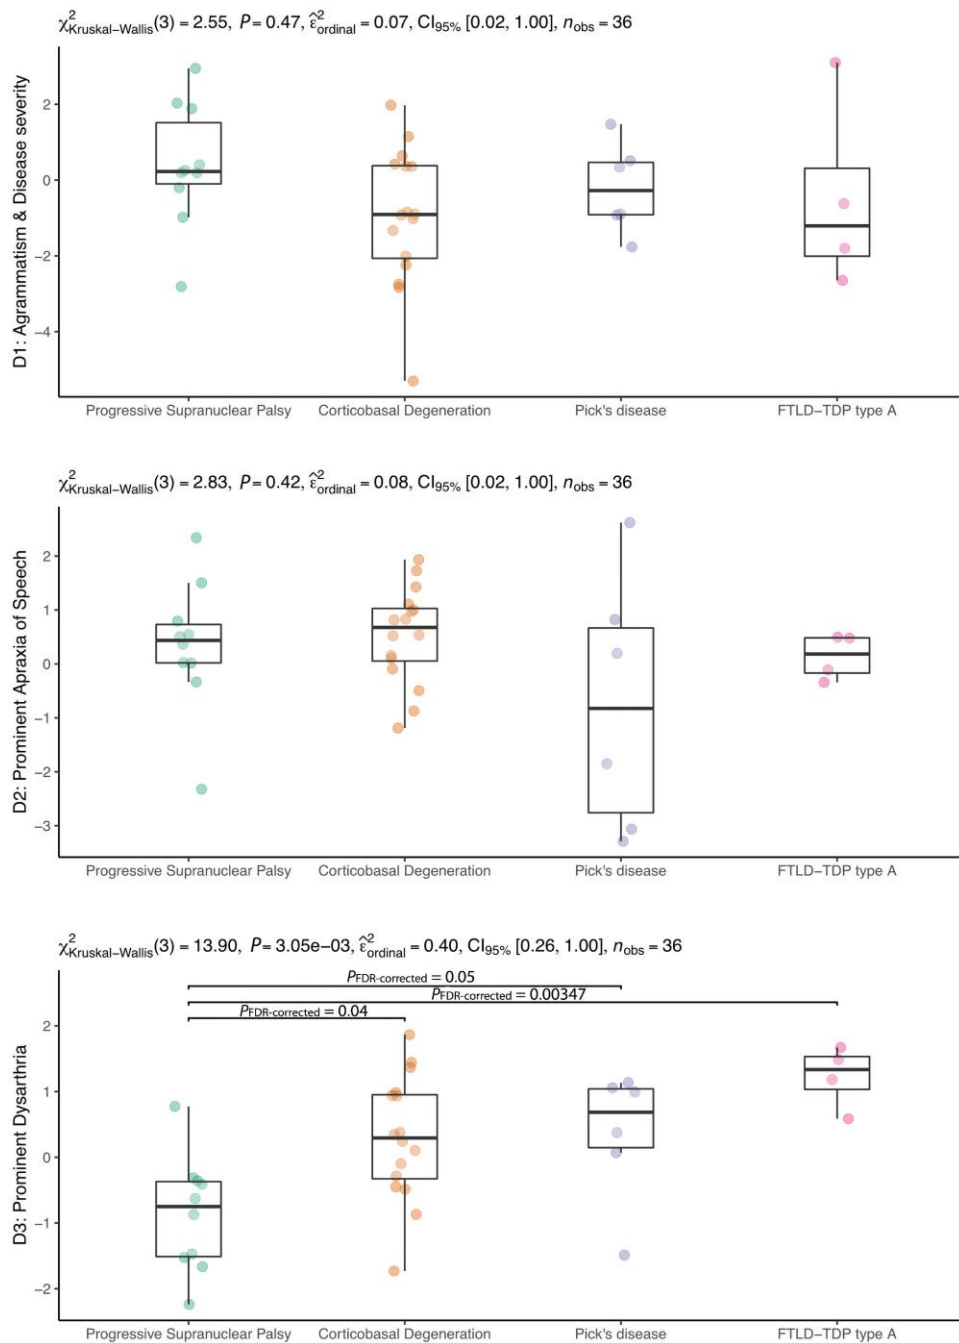 χ²Kruskal−Wallis(3) = 2.55, P = 0.47, ε̂²ordinal = 0.07, CI95% [0.02, 1.00], nobs = 36
D1: Agrammatism & Disease severity
2
0
−2
−4
Progressive Supranuclear Palsy Corticobasal Degeneration Pick's disease FTLD−TDP type A
χ²Kruskal−Wallis(3) = 2.83, P = 0.42, ε̂²ordinal = 0.08, CI95% [0.02, 1.00], nobs = 36
D2: Prominent Apraxia of Speech
2
1
0
−1
−2
−3
Progressive Supranuclear Palsy Corticobasal Degeneration Pick's disease FTLD−TDP type A
χ²Kruskal−Wallis(3) = 13.90, P = 3.05e−03, ε̂²ordinal = 0.40, CI95% [0.26, 1.00], nobs = 36
PFDR-corrected = 0.05
PFDR-corrected = 0.00347
PFDR-corrected = 0.04
D3: Prominent Dysarthria
2
1
0
−1
−2
Progressive Supranuclear Palsy Corticobasal Degeneration Pick's disease FTLD−TDP type A